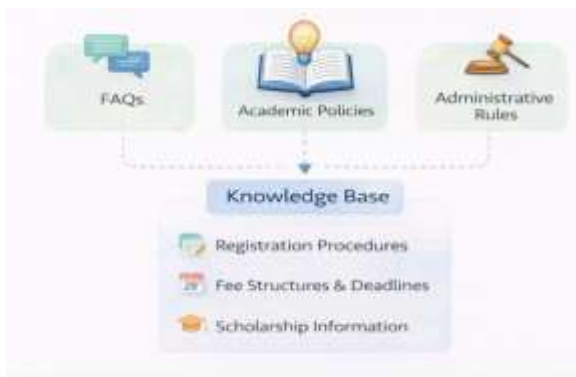 FAQs
Academic Policies
Administrative
Rules
Knowledge Base
Registration Procedures
Fee Structures & Deadlines
Scholarship Information